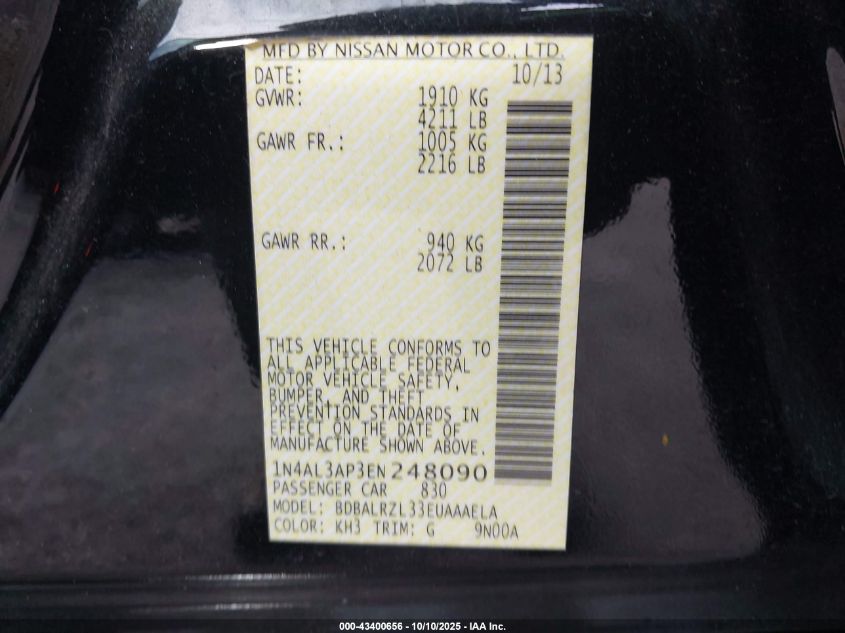 MFD BY NISSAN MOTOR CO., LTD.
DATE: 10/13
GVWR: 1910 KG
4211 LB
GAWR FR.: 1005 KG
2216 LB
GAWR RR.: 940 KG
2072 LB
THIS VEHICLE CONFORMS TO
ALL APPLICABLE FEDERAL
MOTOR VEHICLE SAFETY,
BUMPER, AND THEFT
PREVENTION STANDARDS IN
EFFECT ON THE DATE OF
MANUFACTURE SHOWN ABOVE.
1N4AL3AP3EN248090
PASSENGER CAR 830
MODEL: BDBALRZL33EUAAAELA
COLOR: KH3 TRIM: G 9N00A
000-43400656 - 10/10/2025 - IAA Inc.